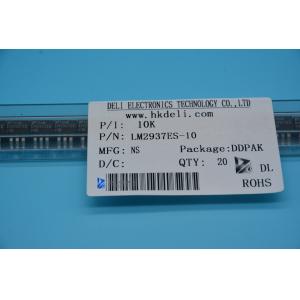 DELI ELECTRONICS TECHNOLOGY CO.,LTD
www.hkdeli.com
P/I: 10K
P/N: LM2937ES-10
MFG: NS Package:DDPAK
D/C: QTY: 20 DL
ROHS